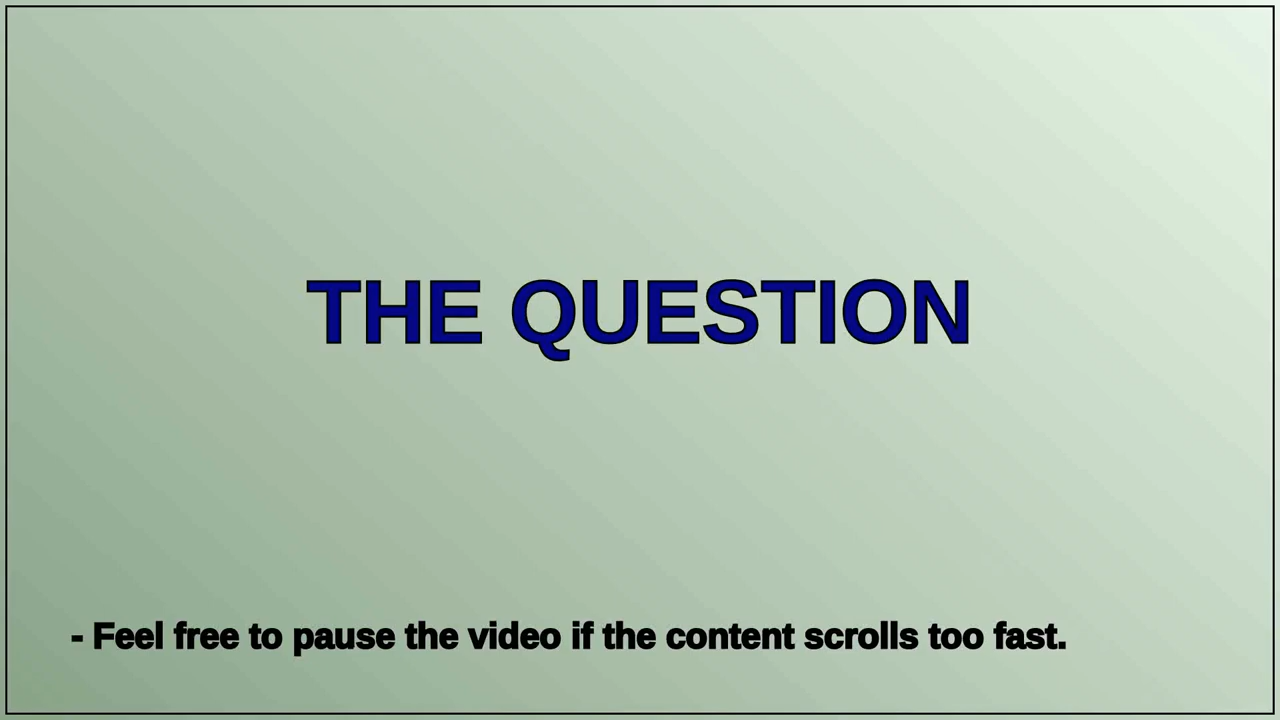 THE QUESTION
- Feel free to pause the video if the content scrolls too fast.